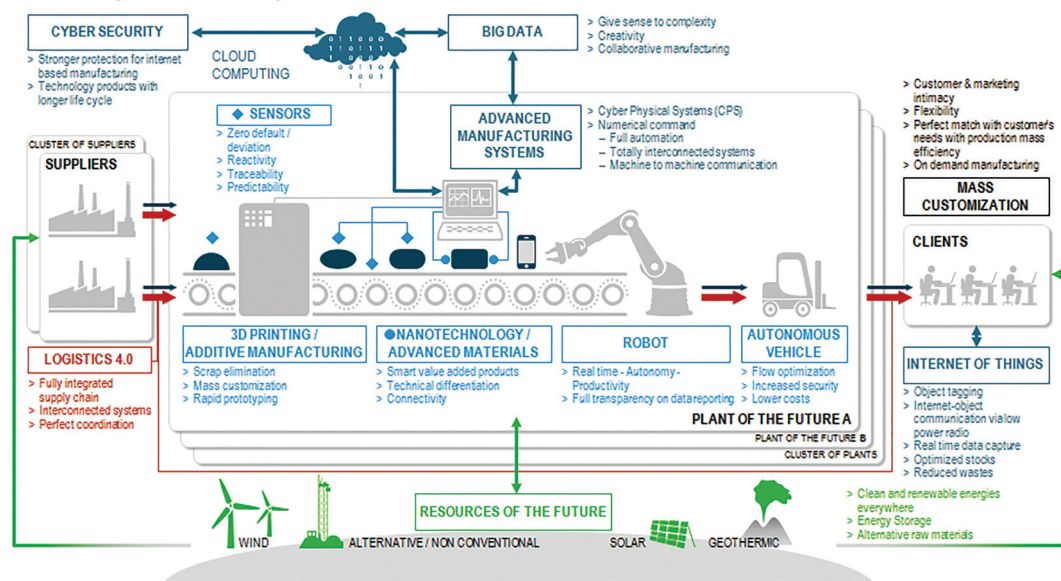 CYBER SECURITY
> Stronger protection for internet
based manufacturing
> Technology products with
longer life cycle
CLOUD
COMPUTING
BIG DATA
> Give sense to complexity
> Creativity
> Collaborative manufacturing
SENSORS
> Zero default /
deviation
> Reactivity
> Traceability
> Predictability
ADVANCED
MANUFACTURING
SYSTEMS
> Cyber Physical Systems (CPS)
> Numerical command
– Full automation
– Totally interconnected systems
– Machine to machine communication
> Customer & marketing
intimacy
> Flexibility
> Perfect match with customer's
needs with production mass
efficiency
> On demand manufacturing
MASS
CUSTOMIZATION
CLUSTER OF SUPPLIERS
SUPPLIERS
CLIENTS
LOGISTICS 4.0
> Fully integrated
supply chain
> Interconnected systems
> Perfect coordination
3D PRINTING /
ADDITIVE MANUFACTURING
> Scrap elimination
> Mass customization
> Rapid prototyping
NANOTECHNOLOGY /
ADVANCED MATERIALS
> Smart value added products
> Technical differentiation
> Connectivity
ROBOT
> Real time - Autonomy -
Productivity
> Full transparency on data reporting
AUTONOMOUS
VEHICLE
> Flow optimization
> Increased security
> Lower costs
INTERNET OF THINGS
> Object tagging
> Internet-object
communication via low
power radio
> Real time data capture
> Optimized stocks
> Reduced wastes
PLANT OF THE FUTURE A
PLANT OF THE FUTURE B
CLUSTER OF PLANTS
RESOURCES OF THE FUTURE
WIND
ALTERNATIVE / NON CONVENTIONAL
SOLAR
GEOTHERMIC
> Clean and renewable energies
everywhere
> Energy Storage
> Alternative raw materials